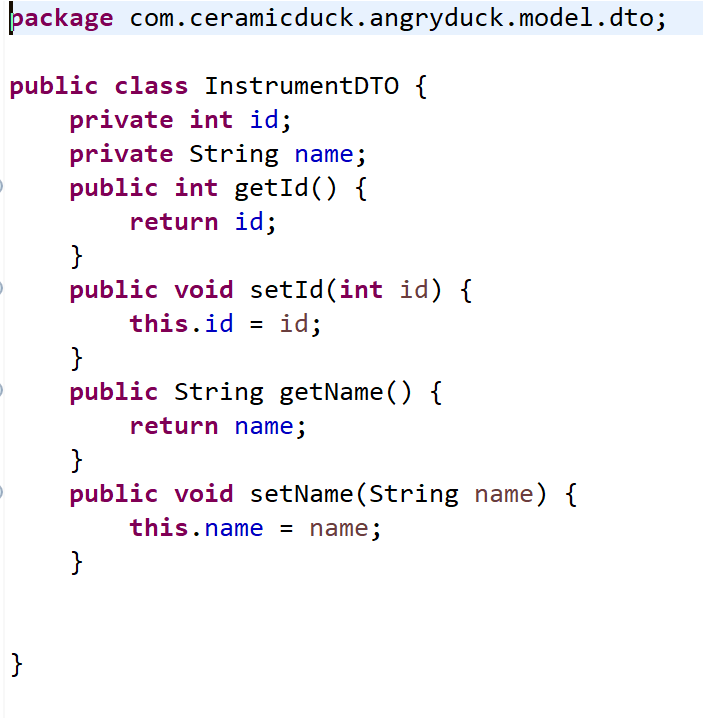 package com.ceramicduck.angryduck.model.dto;
public class InstrumentDTO {
    private int id;
    private String name;
    public int getId() {
        return id;
    }
    public void setId(int id) {
        this.id = id;
    }
    public String getName() {
        return name;
    }
    public void setName(String name) {
        this.name = name;
    }
}